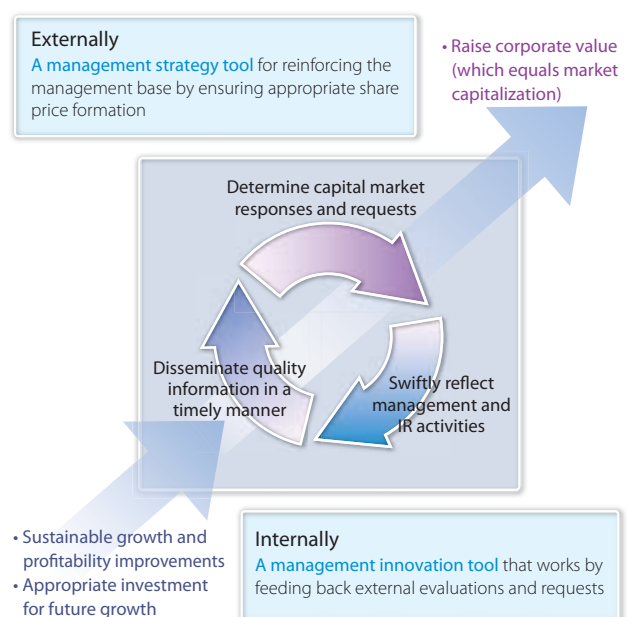 Externally
A management strategy tool for reinforcing the
management base by ensuring appropriate share
price formation
• Raise corporate value
(which equals market
capitalization)
Determine capital market
responses and requests
Disseminate quality
information in a
timely manner
Swiftly reflect
management and
IR activities
• Sustainable growth and
profitability improvements
• Appropriate investment
for future growth
Internally
A management innovation tool that works by
feeding back external evaluations and requests